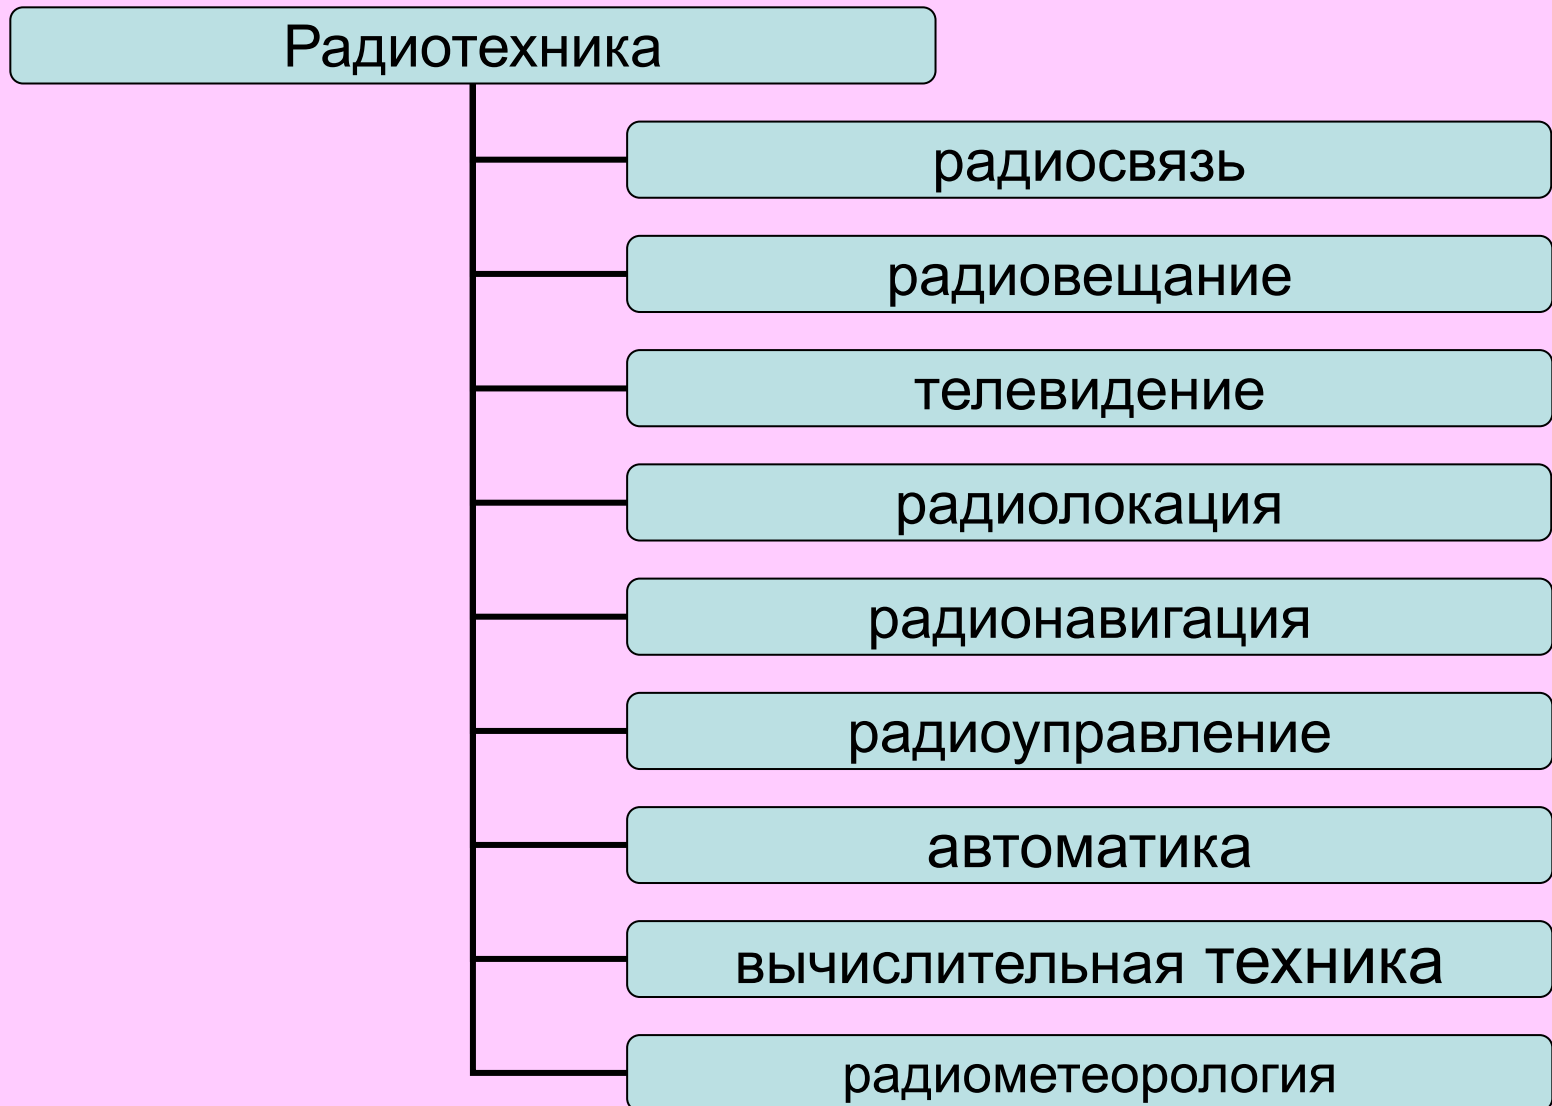 Радиотехника
радиосвязь
радиовещание
телевидение
радиолокация
радионавигация
радиоуправление
автоматика
вычислительная техника
радиометеорология